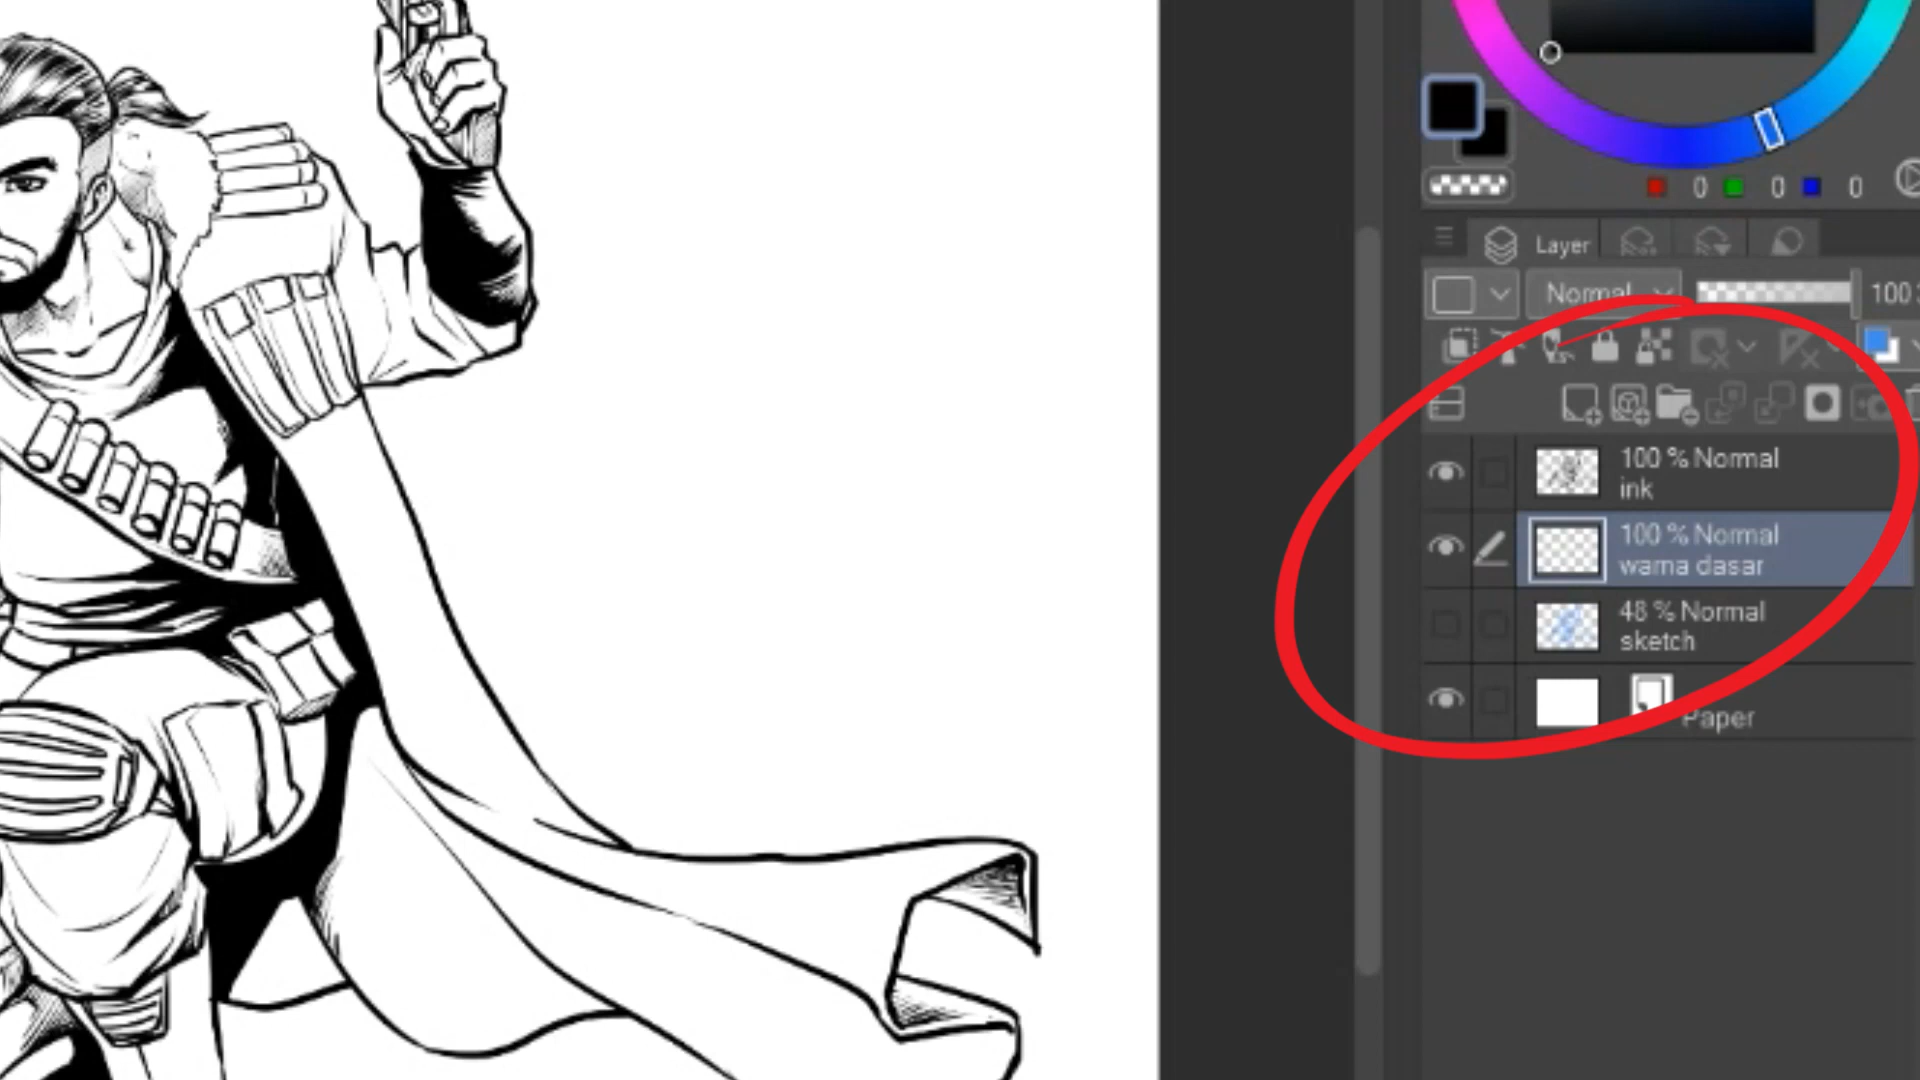 0 0 0
Layer
Normal 100
100 % Normal
ink
100 % Normal
warna dasar
48 % Normal
sketch
Paper